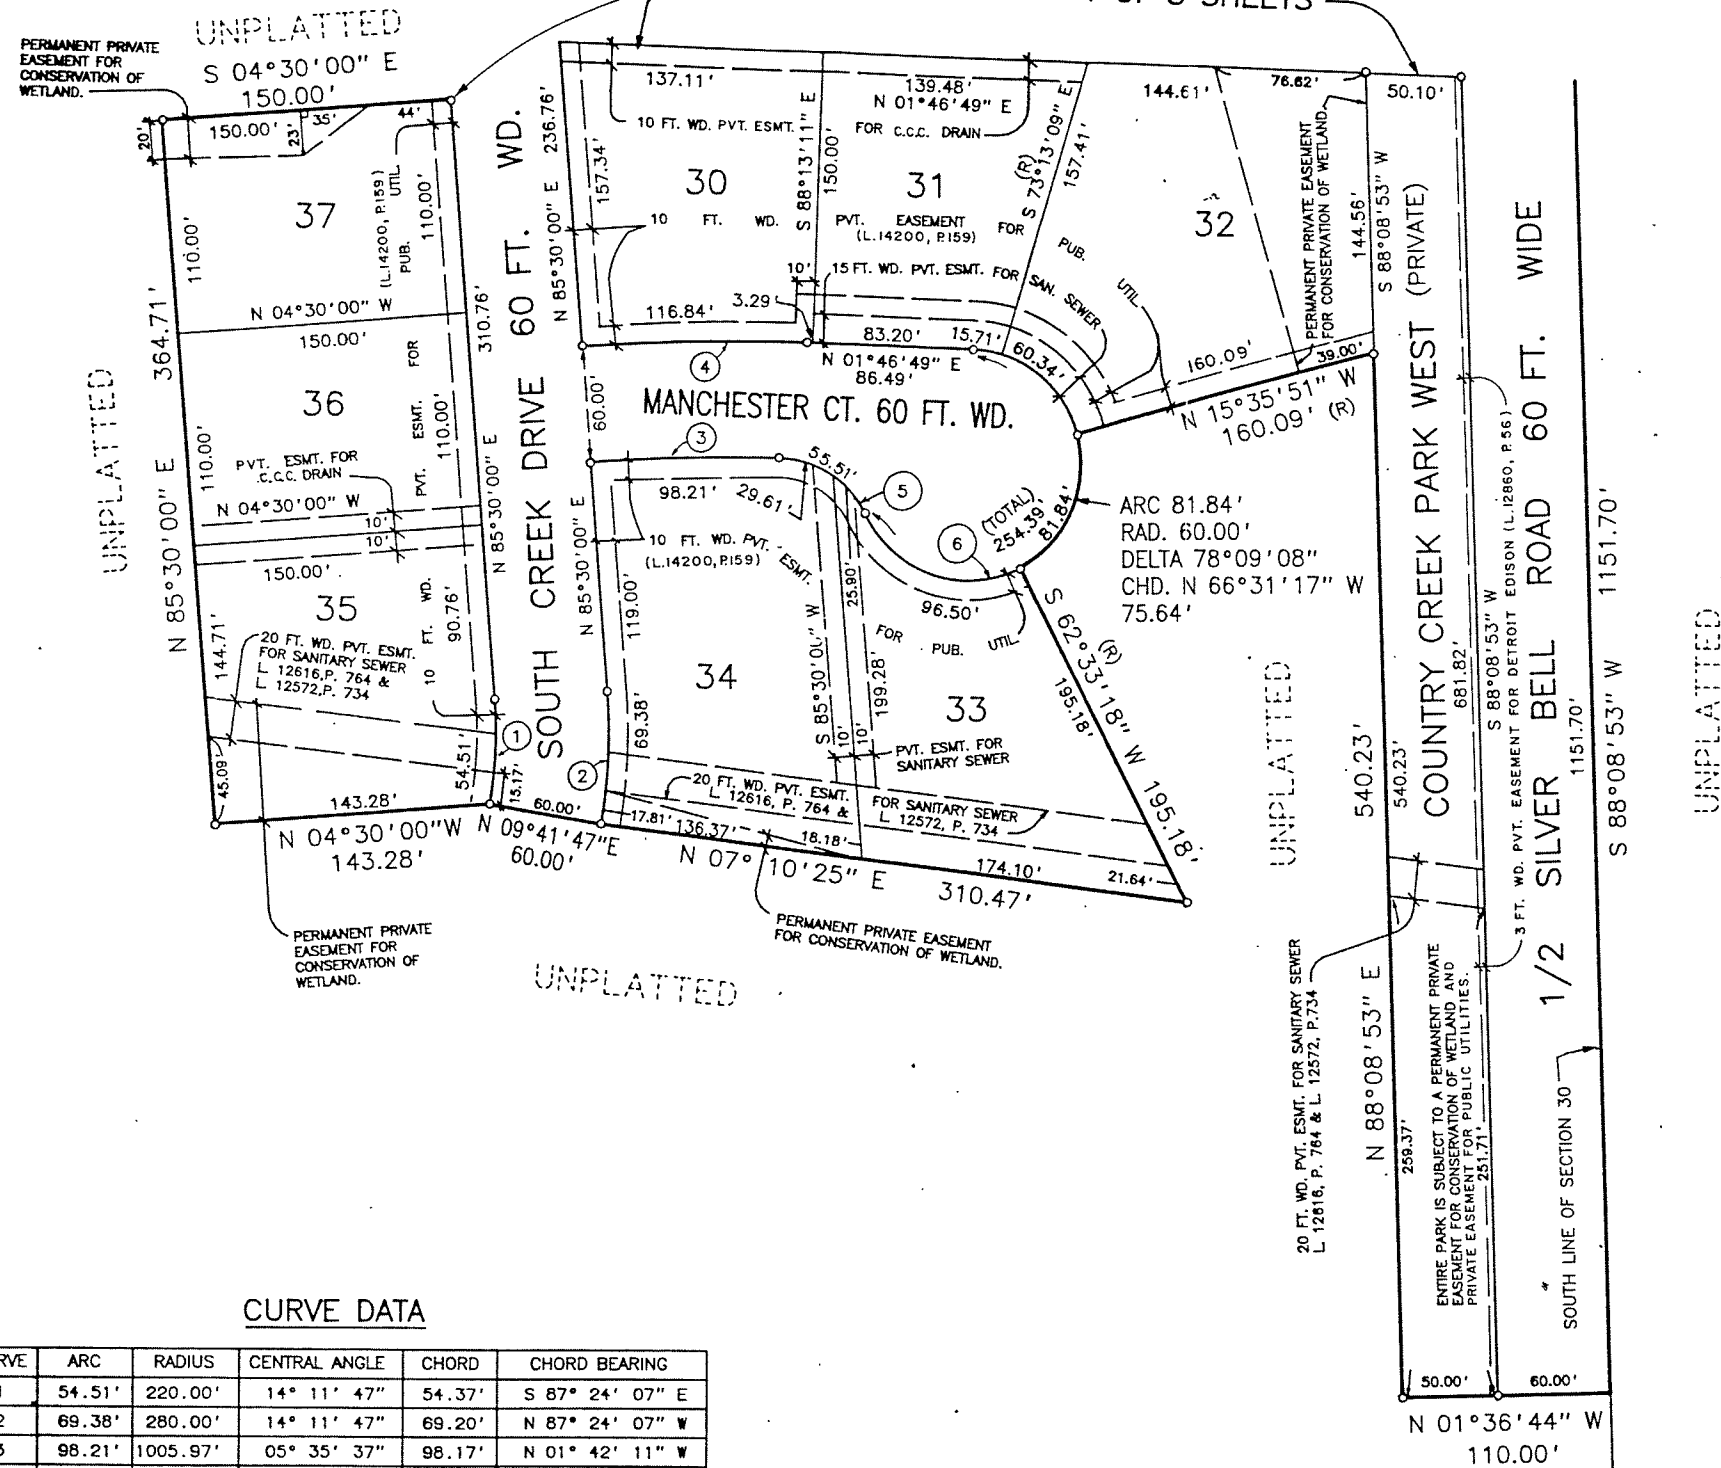 UNPLATTED
PERMANENT PRIVATE
EASEMENT FOR
CONSERVATION OF
WETLAND.
S 04°30'00" E
150.00'
150.00'
20'
23'
35'
44'
37
110.00'
110.00'
(L.14200, P.159)
PUB. UTIL
N 04°30'00" W
150.00'
364.71'
N 85°30'00" E
UNPLATTED
36
110.00'
110.00'
310.76'
N 85°30'00" E
10 FT. WD. PVT. ESMT. FOR
PVT. ESMT. FOR
C.C.C. DRAIN
N 04°30'00" W
10'
10'
150.00'
35
144.71'
90.76'
20 FT. WD. PVT. ESMT.
FOR SANITARY SEWER
L 12616,P. 764 &
L 12572,P. 734
45.09'
54.51'
15.17'
1
143.28'
N 04°30'00"W
143.28'
N 09°41'47"E
60.00'
60.00'
PERMANENT PRIVATE
EASEMENT FOR
CONSERVATION OF
WETLAND.
SOUTH CREEK DRIVE 60 FT. WD.
N 85°30'00" E 236.76'
OF 6 SHEETS
137.11'
10 FT. WD. PVT. ESMT. FOR C.C.C. DRAIN
157.34'
30
S 88°13'11" E
150.00'
139.48'
N 01°46'49" E
31
S 73°13'09" E
(R)
157.41'
144.61'
76.62'
50.10'
32
10 FT. WD. PVT. EASEMENT FOR PUB. UTIL
(L.14200, P.159)
10'
15 FT. WD. PVT. ESMT. FOR SAN. SEWER
116.84'
3.29'
83.20'
15.71'
60.34'
4
N 01°46'49" E
86.49'
PERMANENT PRIVATE EASEMENT
FOR CONSERVATION OF WETLAND.
144.56'
S 88°08'53" W
160.09'
39.00'
N 15°35'51" W
160.09' (R)
60.00'
MANCHESTER CT. 60 FT. WD.
3
55.51'
5
98.21'
29.61'
(TOTAL)
254.39'
81.84'
6
ARC 81.84'
RAD. 60.00'
DELTA 78°09'08"
CHD. N 66°31'17" W
75.64'
N 85°30'00" E
10 FT. WD. PVT. ESMT. FOR PUB. UTIL.
(L.14200,P.159)
119.00'
25.90'
96.50'
34
S 85°30'00" W
199.28'
33
S 62°33'18" W 195.18'
(R)
195.18'
69.38'
2
10'
10'
PVT. ESMT. FOR
SANITARY SEWER
20 FT. WD. PVT. ESMT. FOR SANITARY SEWER
L 12616, P. 764 & L 12572, P. 734
17.81'
136.37'
18.18'
174.10'
21.64'
N 07°10'25" E 310.47'
PERMANENT PRIVATE EASEMENT
FOR CONSERVATION OF WETLAND.
UNPLATTED
UNPLATTED
540.23'
540.23'
N 88°08'53" E
259.37'
COUNTRY CREEK PARK WEST (PRIVATE)
681.82'
S 88°08'53" W
3 FT. WD. PVT. EASEMENT FOR DETROIT EDISON (L.12860, P.56)
1/2 SILVER BELL ROAD 60 FT. WIDE
1151.70'
S 88°08'53" W 1151.70'
UNPLATTED
20 FT. WD. PVT. ESMT. FOR SANITARY SEWER
L 12616, P. 764 & L 12572, P.734
ENTIRE PARK IS SUBJECT TO A PERMANENT PRIVATE
EASEMENT FOR CONSERVATION OF WETLAND AND
PRIVATE EASEMENT FOR PUBLIC UTILITIES.
251.71'
SOUTH LINE OF SECTION 30
50.00'
60.00'
N 01°36'44" W
110.00'
CURVE DATA
RVE ARC RADIUS CENTRAL ANGLE CHORD CHORD BEARING
1 54.51' 220.00' 14° 11' 47" 54.37' S 87° 24' 07" E
2 69.38' 280.00' 14° 11' 47" 69.20' N 87° 24' 07" W
3 98.21' 1005.97' 05° 35' 37" 98.17' N 01° 42' 11" W